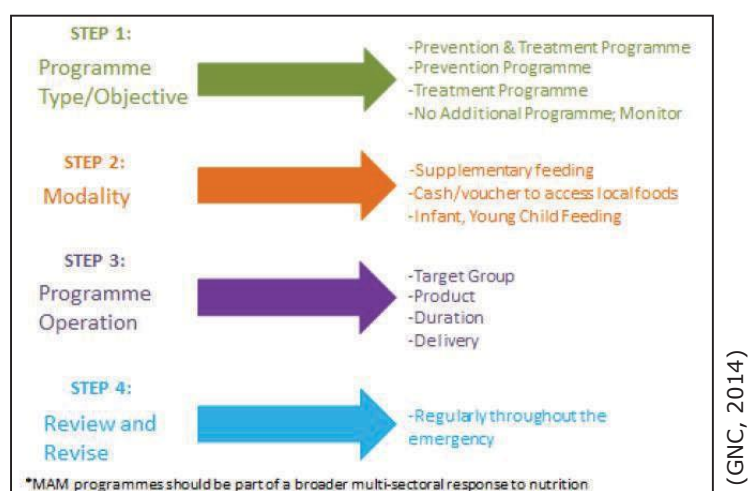 STEP 1:
Programme
Type/Objective
-Prevention & Treatment Programme
-Prevention Programme
-Treatment Programme
-No Additional Programme; Monitor
STEP 2:
Modality
-Supplementary feeding
-Cash/voucher to access local foods
-Infant, Young Child Feeding
STEP 3:
Programme
Operation
-Target Group
-Product
-Duration
-Delivery
STEP 4:
Review and
Revise
-Regularly throughout the
emergency
*MAM programmes should be part of a broader multi-sectoral response to nutrition
(GNC, 2014)